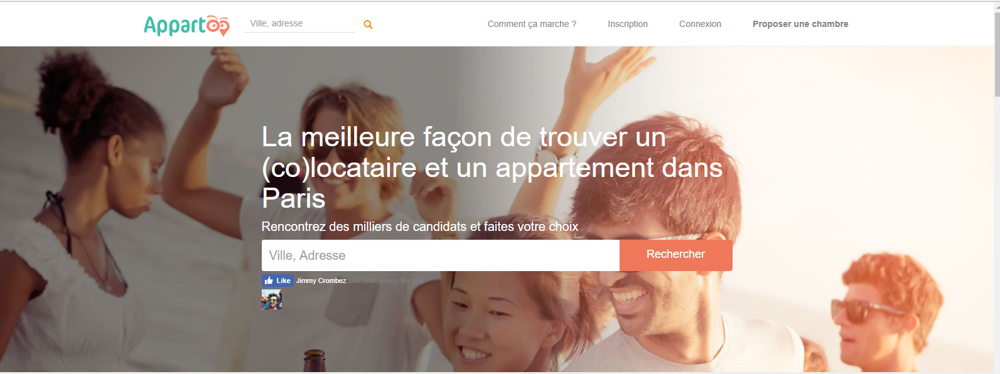 Appartoo
Ville, adresse
Comment ça marche ?
Inscription
Connexion
Proposer une chambre
La meilleure façon de trouver un
(co)locataire et un appartement dans
Paris
Rencontrez des milliers de candidats et faites votre choix
Ville, Adresse
Rechercher
Like
Jimmy Crombez and 110K others like this